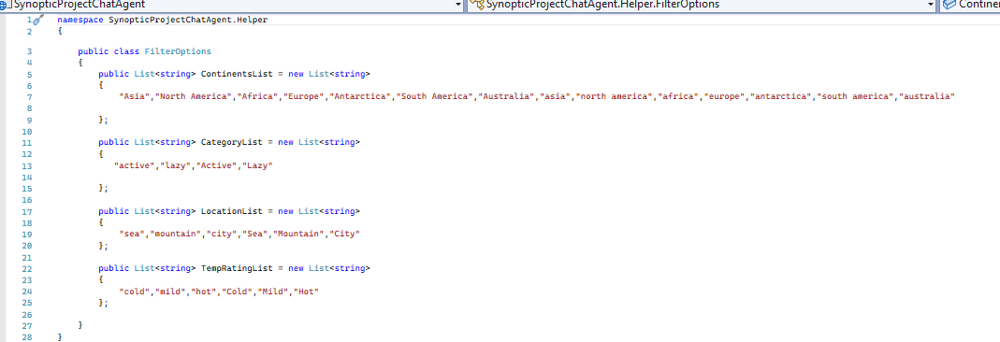 SynopticProjectChatAgent
SynopticProjectChatAgent.Helper.FilterOptions
Contine
1 namespace SynopticProjectChatAgent.Helper
2 {
3 public class FilterOptions
4 {
5 public List<string> ContinentsList = new List<string>
6 {
7 "Asia","North America","Africa","Europe","Antarctica","South America","Australia","asia","north america","africa","europe","antarctica","south america","australia"
8
9 };
10
11 public List<string> CategoryList = new List<string>
12 {
13 "active","lazy","Active","Lazy"
14
15 };
16
17 public List<string> LocationList = new List<string>
18 {
19 "sea","mountain","city","Sea","Mountain","City"
20 };
21
22 public List<string> TempRatingList = new List<string>
23 {
24 "cold","mild","hot","Cold","Mild","Hot"
25 };
26
27 }
28 }